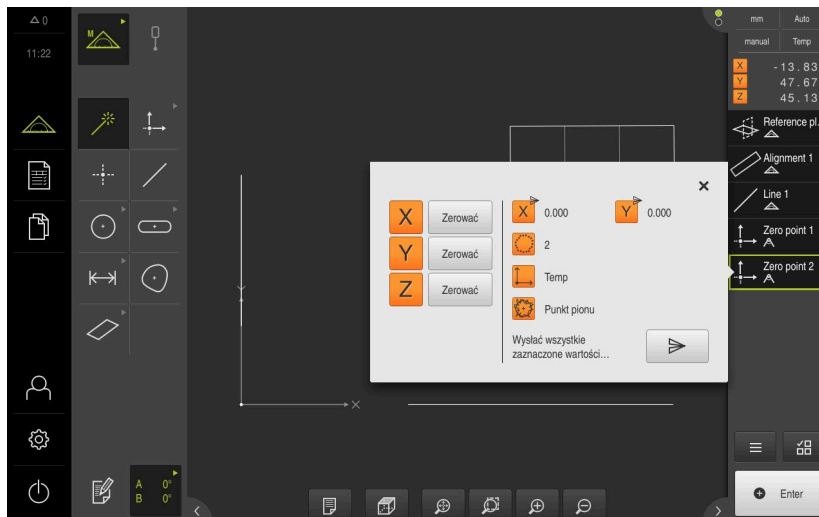 0
11:22
M
A 0°
B 0°
X Zerować
Y Zerować
Z Zerować
X 0.000 Y 0.000
2
Temp
Punkt pionu
Wysłać wszystkie
zaznaczone wartości...
X
Y
mm Auto
manual Temp
X -13.83
Y 47.67
Z 45.13
Reference pl.
Alignment 1
Line 1
Zero point 1
Zero point 2
Enter